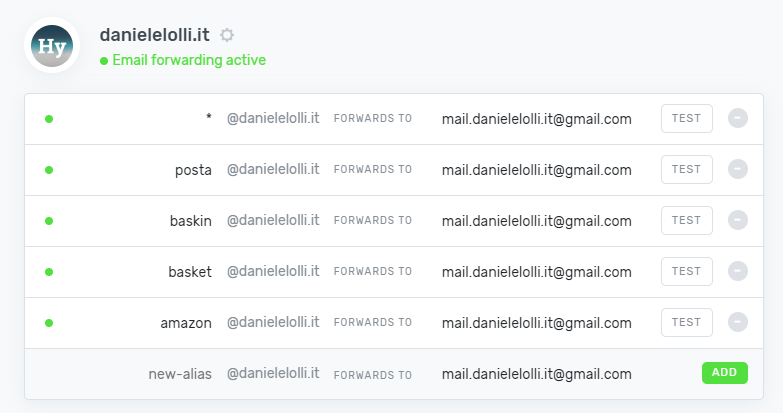 Hy
danielelolli.it
Email forwarding active
* @danielelolli.it FORWARDS TO mail.danielelolli.it@gmail.com TEST
posta @danielelolli.it FORWARDS TO mail.danielelolli.it@gmail.com TEST
baskin @danielelolli.it FORWARDS TO mail.danielelolli.it@gmail.com TEST
basket @danielelolli.it FORWARDS TO mail.danielelolli.it@gmail.com TEST
amazon @danielelolli.it FORWARDS TO mail.danielelolli.it@gmail.com TEST
new-alias @danielelolli.it FORWARDS TO mail.danielelolli.it@gmail.com ADD